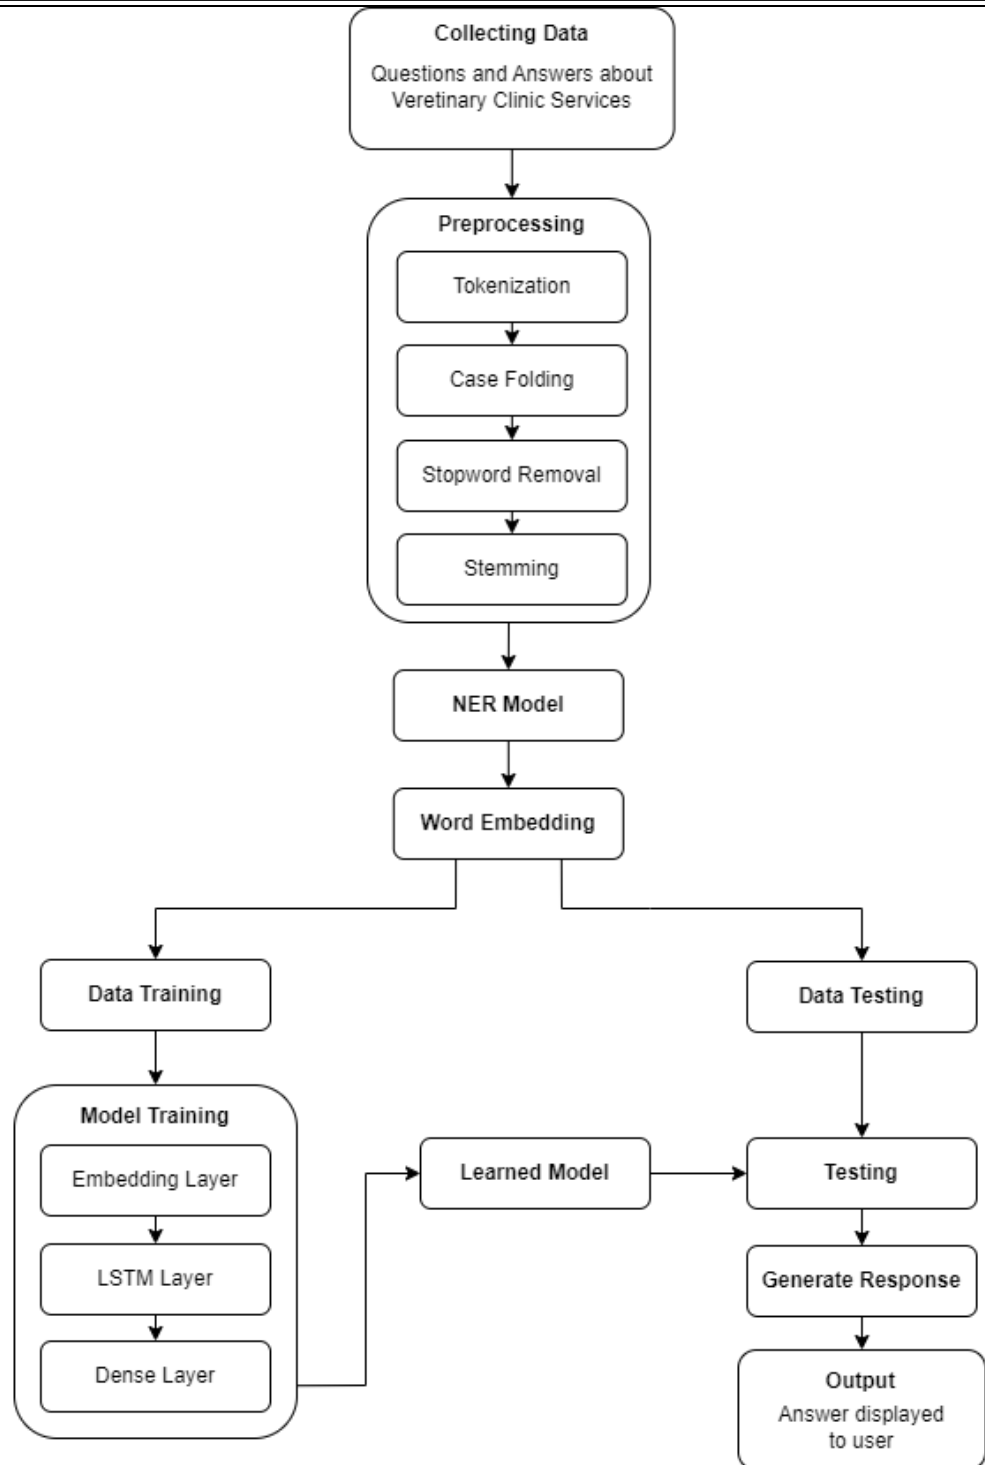 Collecting Data
Questions and Answers about
Veretinary Clinic Services
Preprocessing
Tokenization
Case Folding
Stopword Removal
Stemming
NER Model
Word Embedding
Data Training
Data Testing
Model Training
Embedding Layer
LSTM Layer
Dense Layer
Learned Model
Testing
Generate Response
Output
Answer displayed
to user